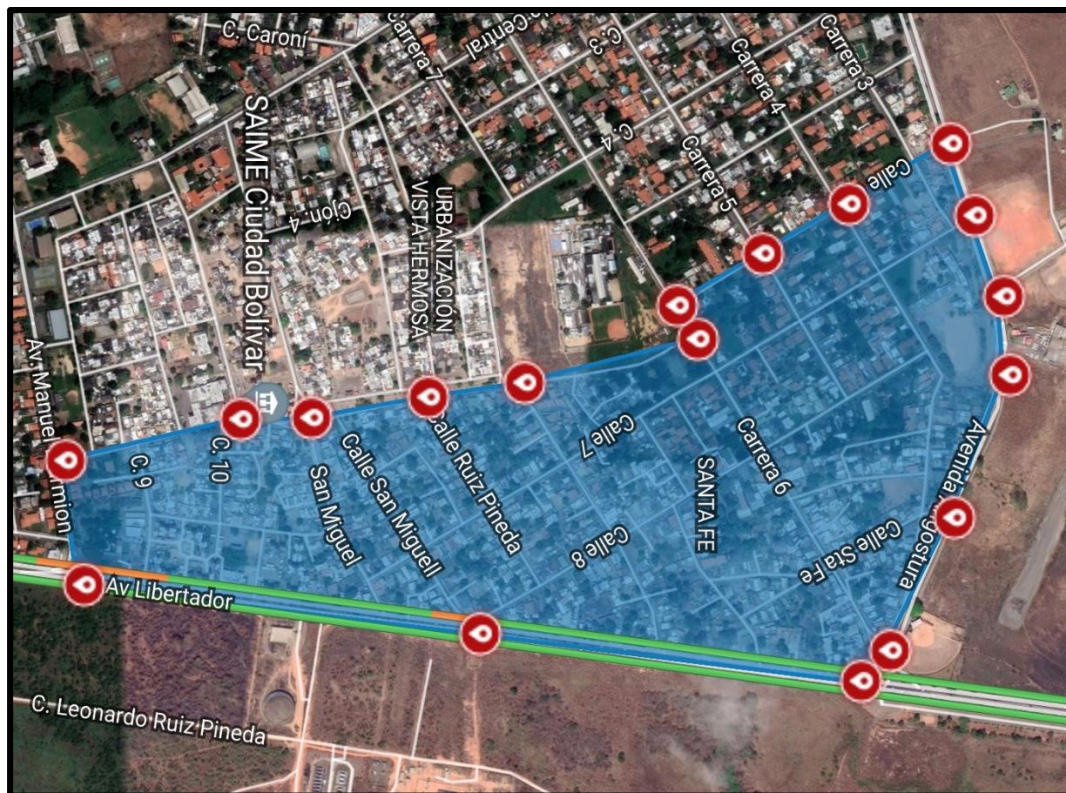 C. Caroní
Carrera 7
Central
C. 3
Carrera 4
Carrera 3
C. 4
Carrera 5
Calle
SAIME Ciudad Bolívar
Cjón. 4
URBANIZACIÓN
VISTA HERMOSA
Av. Manuel
C. 9
C. 10
San Miguel
Calle San Miguell
Calle Ruiz Pineda
Calle 7
Calle 8
SANTA FE
Carrera 6
Calle Sta Fe
Avenida Angostura
Av Libertador
C. Leonardo Ruiz Pineda